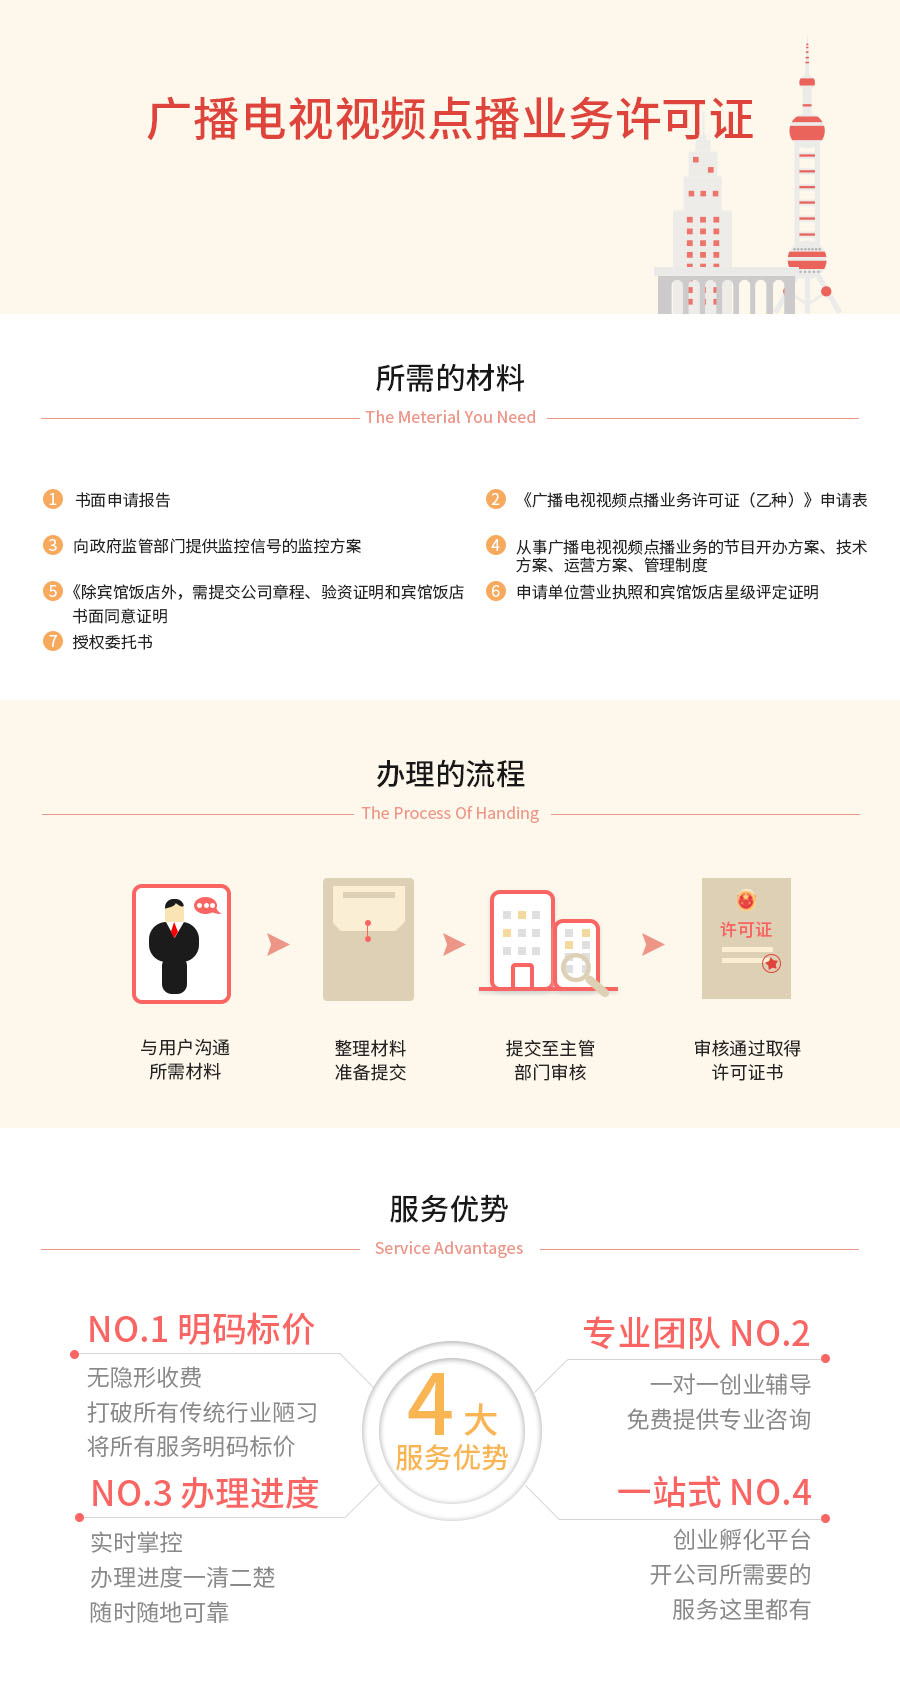 广播电视视频点播业务许可证
所需的材料
The Meterial You Need
1 书面申请报告
2 《广播电视视频点播业务许可证（乙种）》申请表
3 向政府监管部门提供监控信号的监控方案
4 从事广播电视视频点播业务的节目开办方案、技术
方案、运营方案、管理制度
5 《除宾馆饭店外，需提交公司章程、验资证明和宾馆饭店
书面同意证明
6 申请单位营业执照和宾馆饭店星级评定证明
7 授权委托书
办理的流程
The Process Of Handing
许可证
与用户沟通
所需材料
整理材料
准备提交
提交至主管
部门审核
审核通过取得
许可证书
服务优势
Service Advantages
NO.1 明码标价
无隐形收费
打破所有传统行业陋习
将所有服务明码标价
专业团队 NO.2
一对一创业辅导
免费提供专业咨询
4大
服务优势
NO.3 办理进度
实时掌控
办理进度一清二楚
随时随地可靠
一站式 NO.4
创业孵化平台
开公司所需要的
服务这里都有